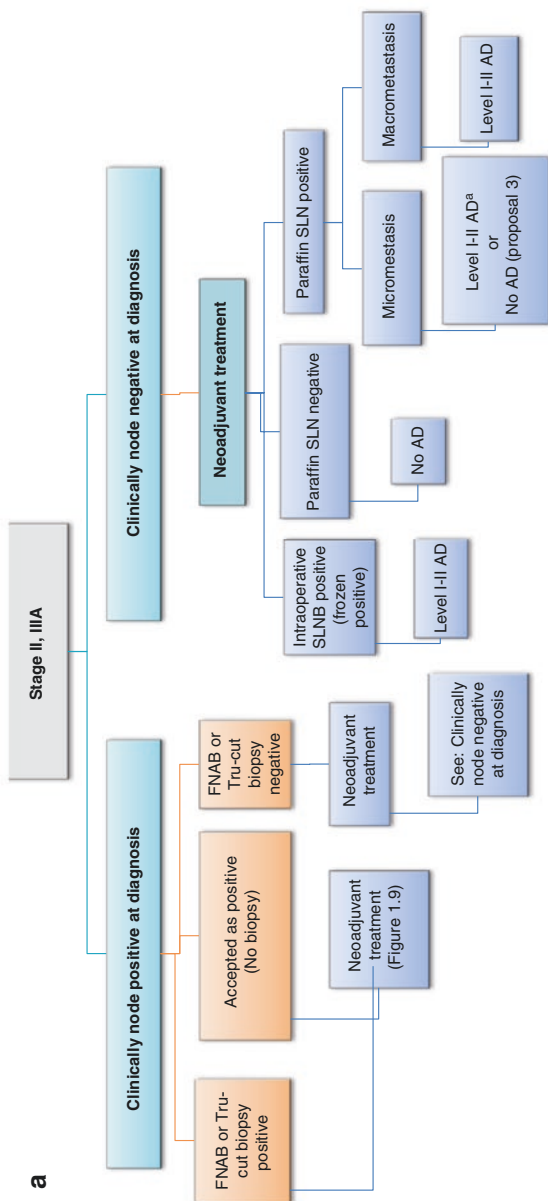 a
Stage II, IIIA
Clinically node positive at diagnosis
Clinically node negative at diagnosis
FNAB or Tru-
cut biopsy
positive
Accepted as positive
(No biopsy)
FNAB or
Tru-cut
biopsy
negative
Neoadjuvant treatment
Neoadjuvant
treatment
(Figure 1.9)
Neoadjuvant
treatment
See: Clinically
node negative
at diagnosis
Intraoperative
SLNB positive
(frozen
positive)
Paraffin SLN negative
Paraffin SLN positive
Level I-II AD
No AD
Micromestasis
Macrometastasis
Level I-II ADª
or
No AD (proposal 3)
Level I-II AD